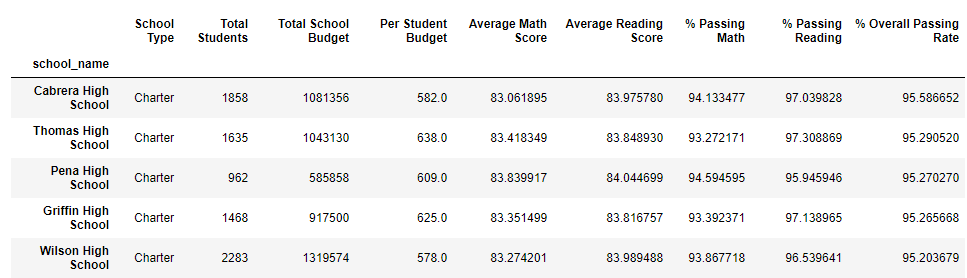 School Type Total Students Total School Budget Per Student Budget Average Math Score Average Reading Score % Passing Math % Passing Reading % Overall Passing Rate
school_name
Cabrera High School Charter 1858 1081356 582.0 83.061895 83.975780 94.133477 97.039828 95.586652
Thomas High School Charter 1635 1043130 638.0 83.418349 83.848930 93.272171 97.308869 95.290520
Pena High School Charter 962 585858 609.0 83.839917 84.044699 94.594595 95.945946 95.270270
Griffin High School Charter 1468 917500 625.0 83.351499 83.816757 93.392371 97.138965 95.265668
Wilson High School Charter 2283 1319574 578.0 83.274201 83.989488 93.867718 96.539641 95.203679